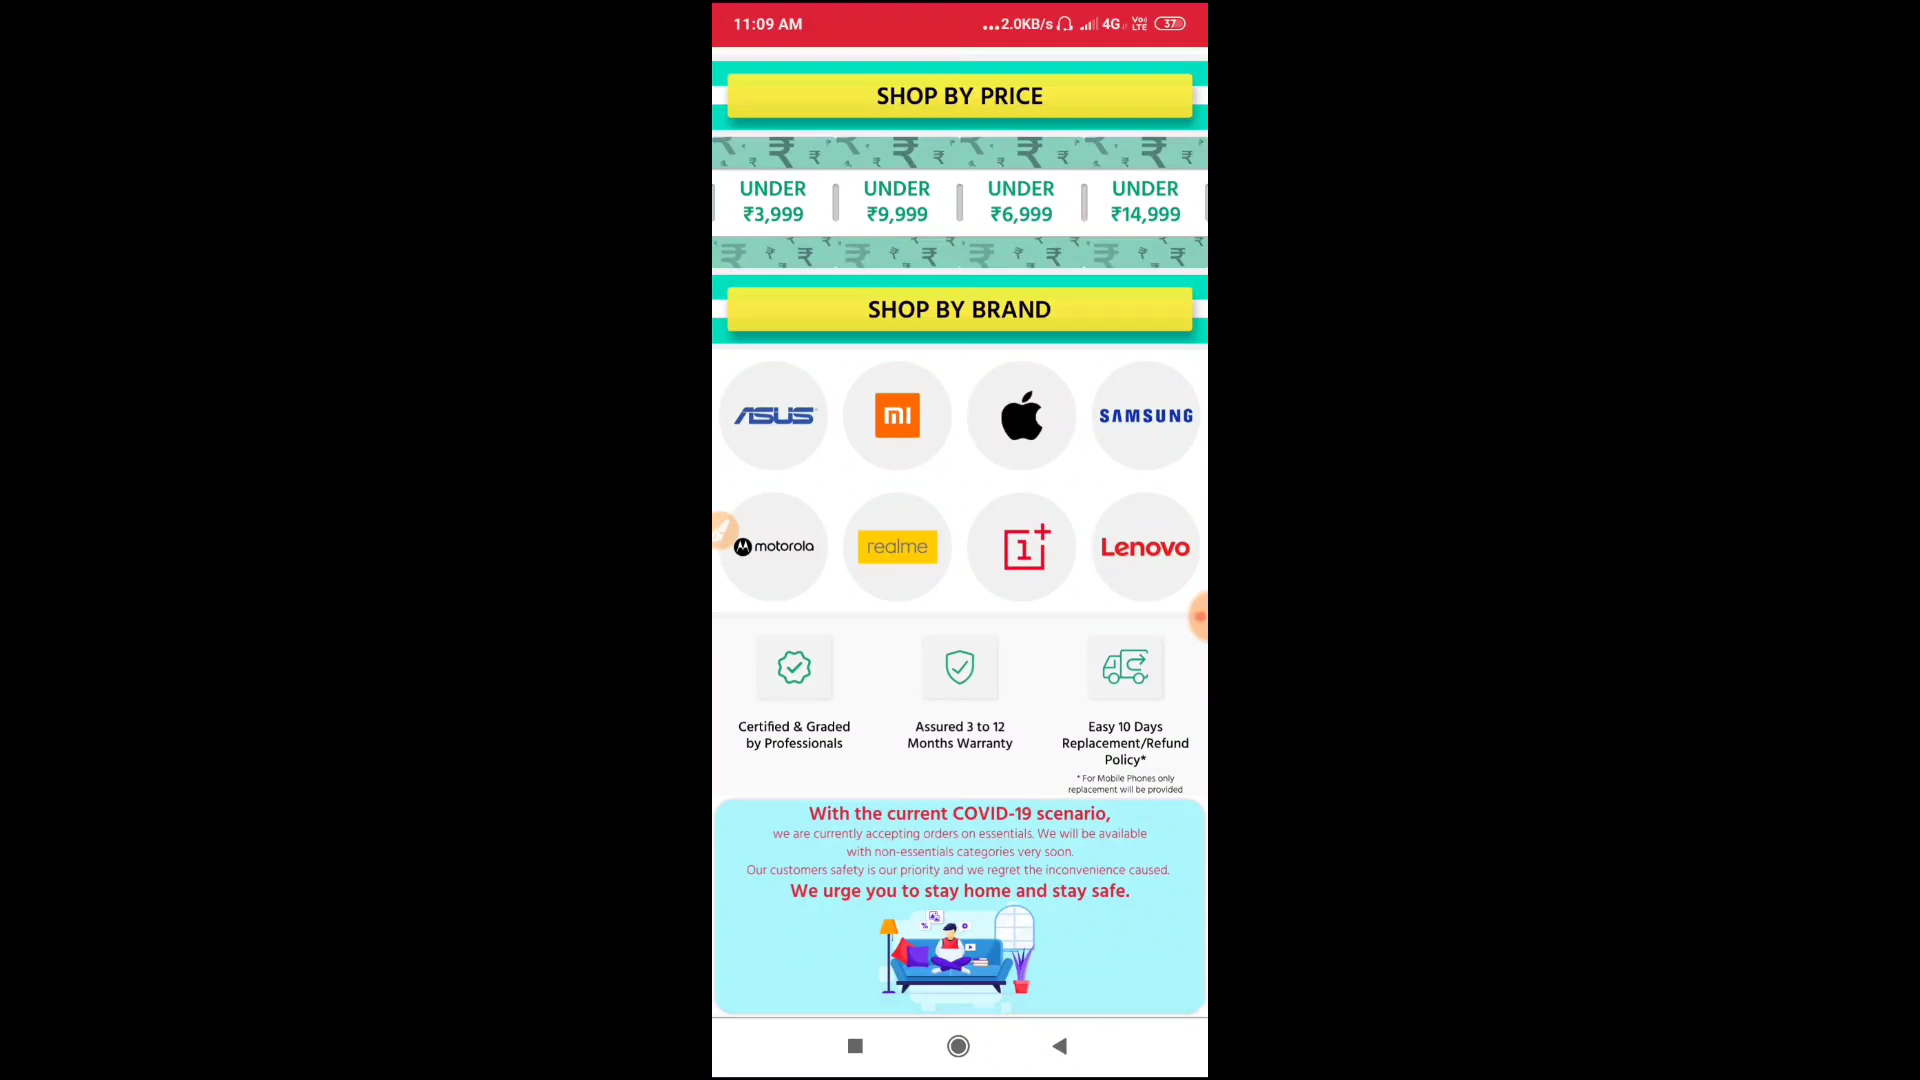 11:09 AM
...2.0KB/s 4G Vo) LTE 37
SHOP BY PRICE
UNDER ₹3,999
UNDER ₹9,999
UNDER ₹6,999
UNDER ₹14,999
SHOP BY BRAND
ASUS
mi
SAMSUNG
motorola
realme
1+
Lenovo
Certified & Graded
by Professionals
Assured 3 to 12
Months Warranty
Easy 10 Days
Replacement/Refund
Policy*
* For Mobile Phones only
replacement will be provided
With the current COVID-19 scenario,
we are currently accepting orders on essentials. We will be available
with non-essentials categories very soon.
Our customers safety is our priority and we regret the inconvenience caused.
We urge you to stay home and stay safe.